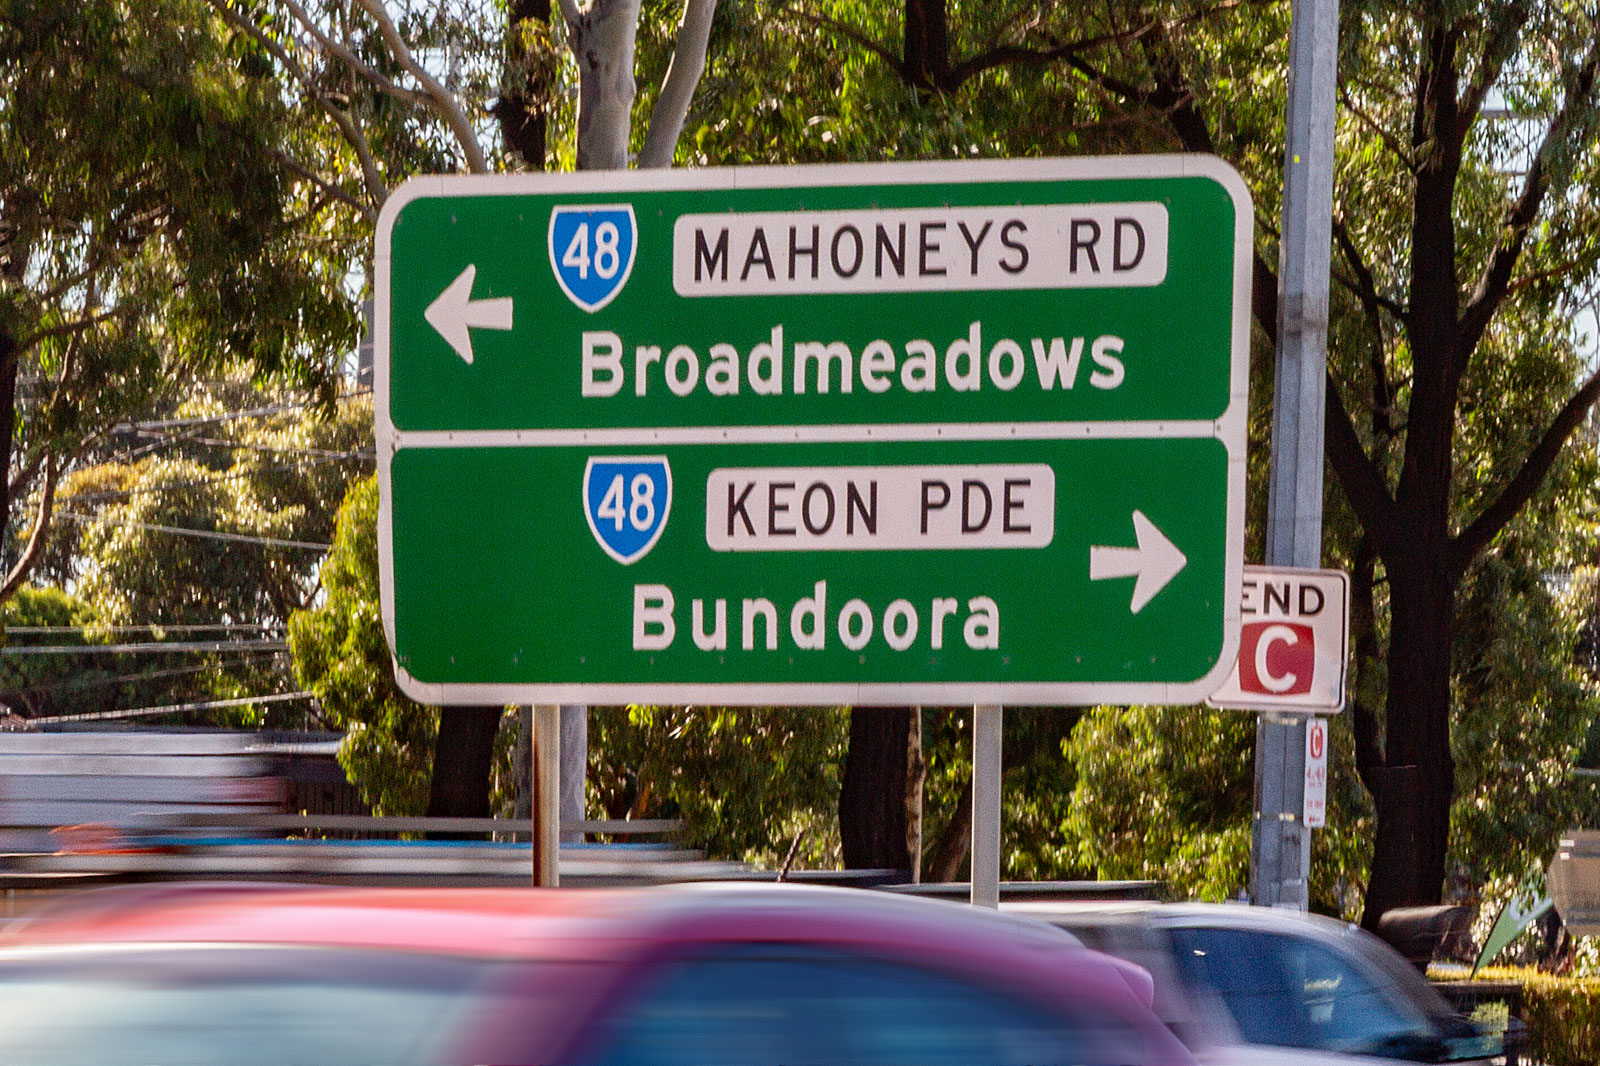 48 MAHONEYS RD
Broadmeadows
48 KEON PDE
Bundoora
END
C
C